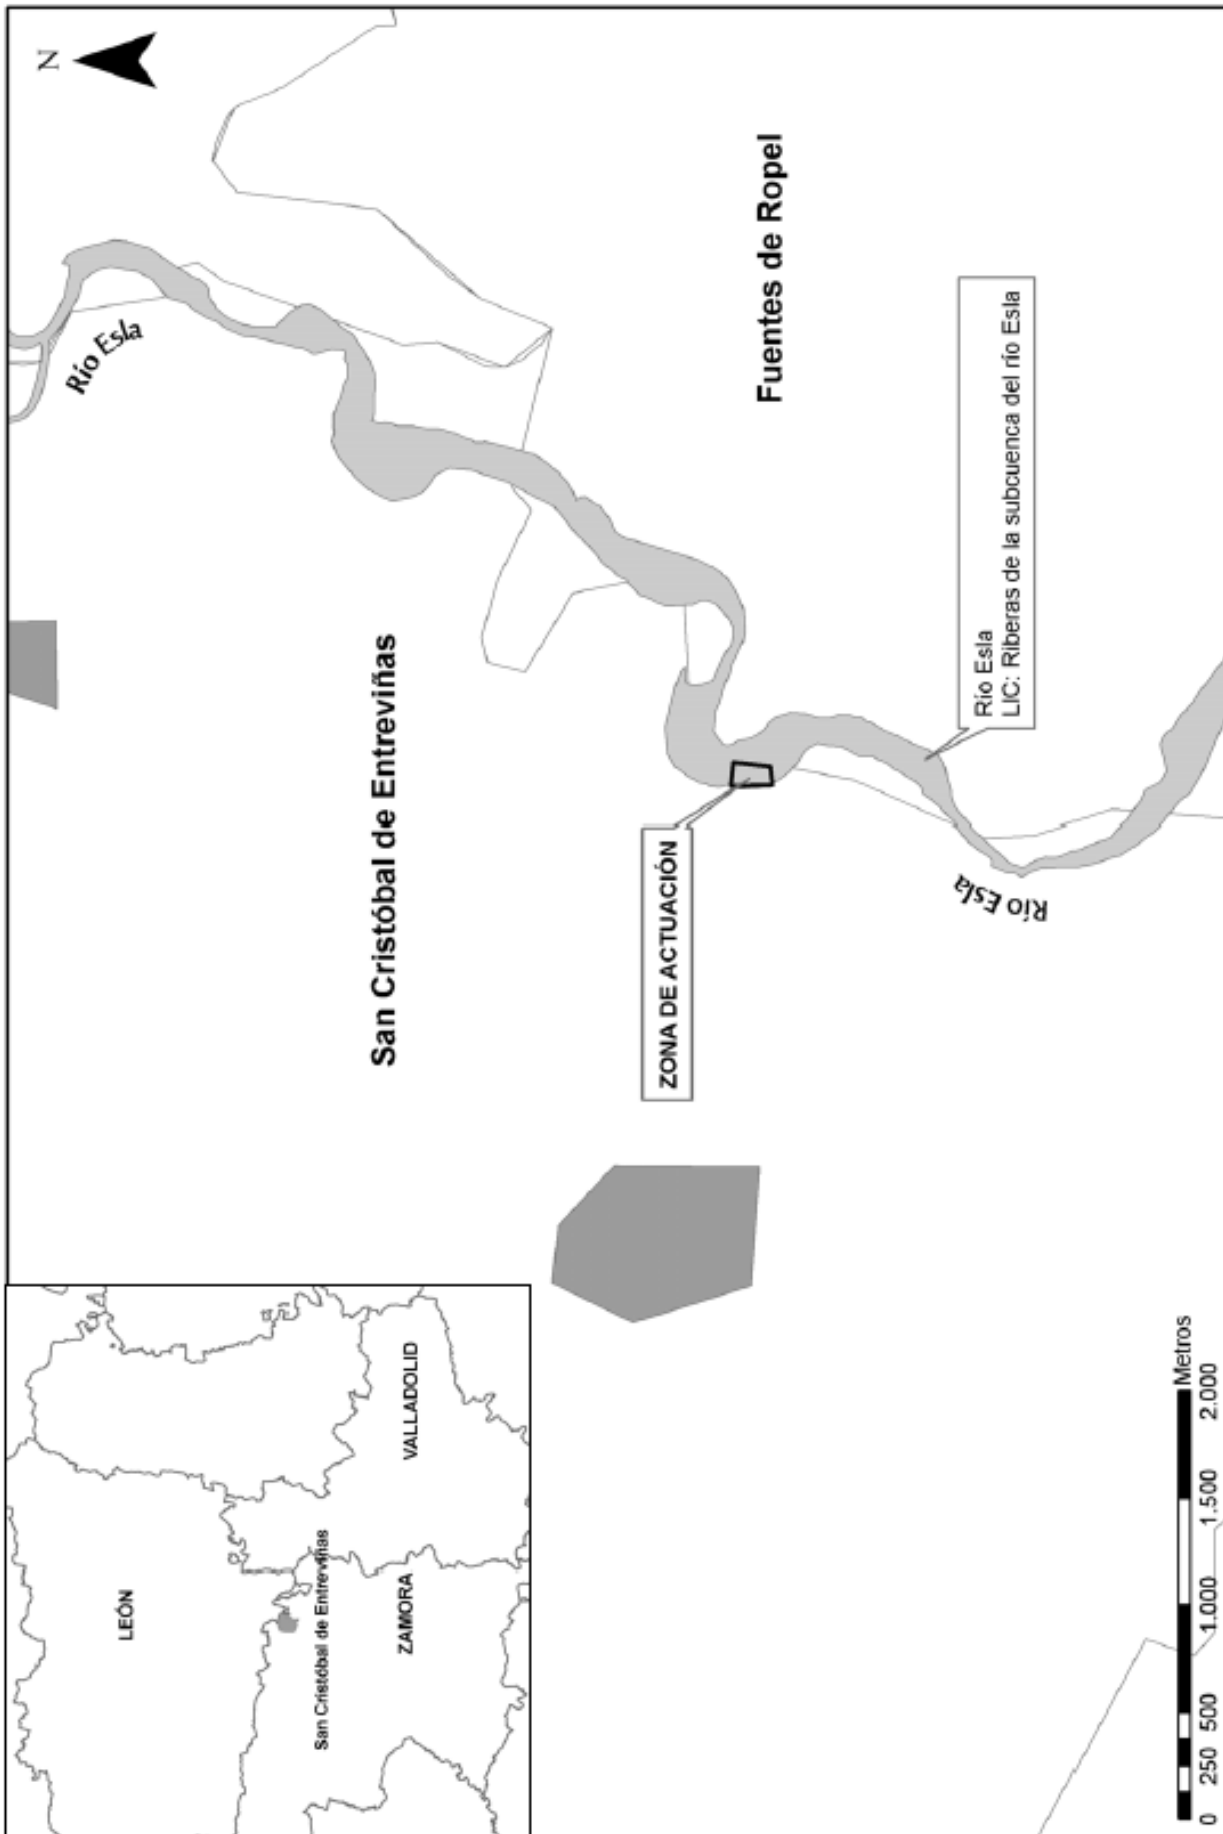 N
Río Esla
San Cristóbal de Entreviñas
Fuentes de Ropel
ZONA DE ACTUACIÓN
Río Esla
LIC: Riberas de la subcuenca del río Esla
Río Esla
LEÓN
San Cristóbal de Entreviñas
VALLADOLID
ZAMORA
Metros
0 250 500 1.000 1.500 2.000